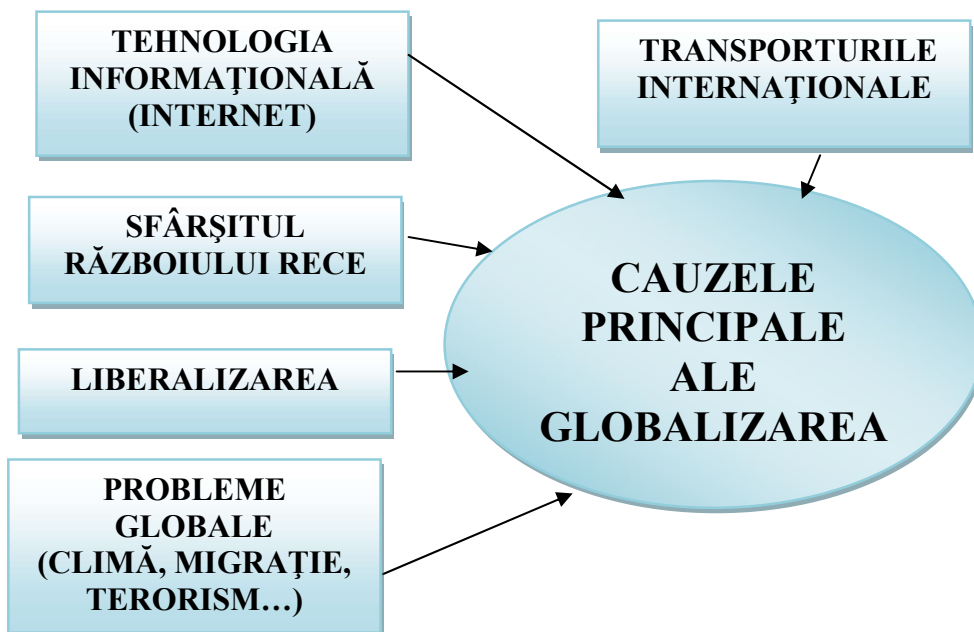 TEHNOLOGIA
INFORMAŢIONALĂ
(INTERNET)
TRANSPORTURILE
INTERNAŢIONALE
SFÂRŞITUL
RĂZBOIULUI RECE
LIBERALIZAREA
PROBLEME
GLOBALE
(CLIMĂ, MIGRAŢIE,
TERORISM…)
CAUZELE
PRINCIPALE
ALE
GLOBALIZAREA